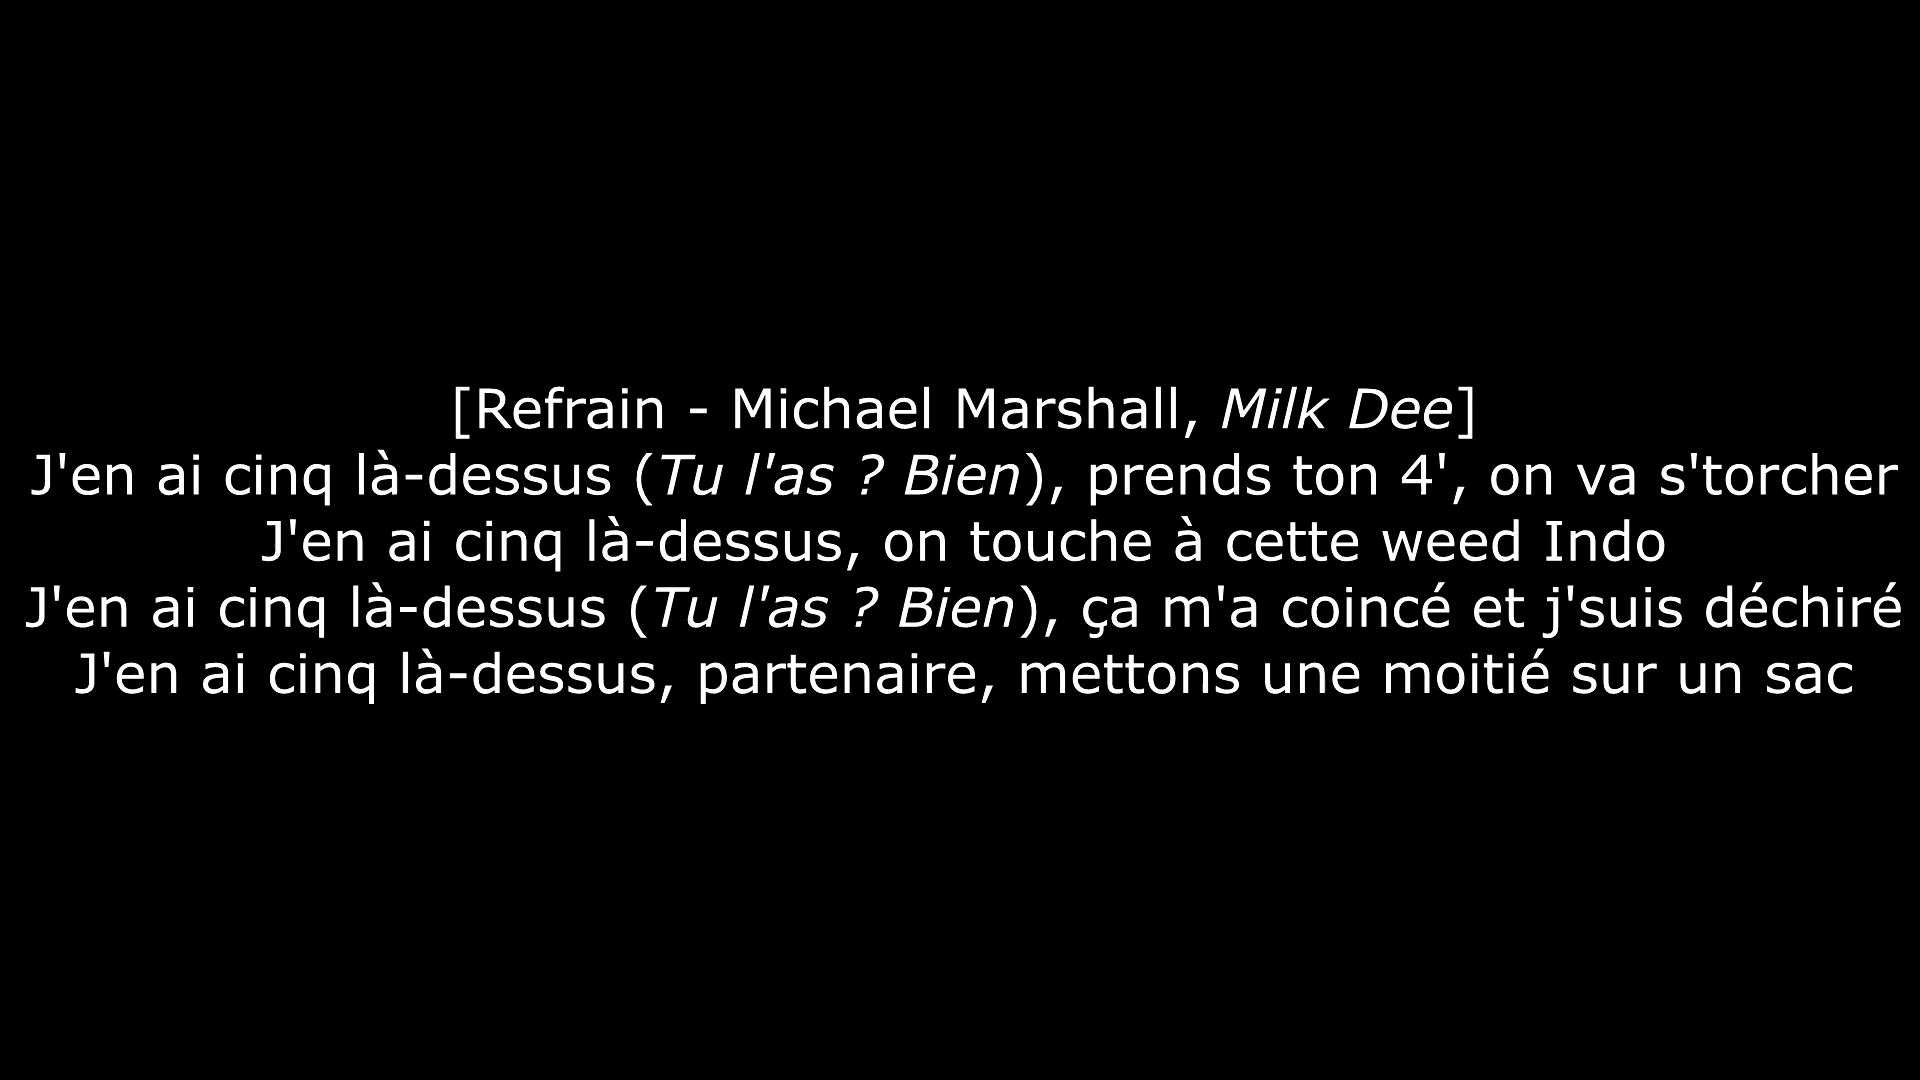 [Refrain - Michael Marshall, Milk Dee]
J'en ai cinq là-dessus (Tu l'as ? Bien), prends ton 4', on va s'torcher
J'en ai cinq là-dessus, on touche à cette weed Indo
J'en ai cinq là-dessus (Tu l'as ? Bien), ça m'a coincé et j'suis déchiré
J'en ai cinq là-dessus, partenaire, mettons une moitié sur un sac